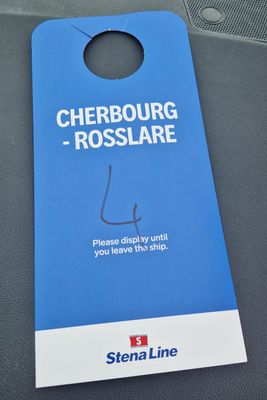 CHERBOURG
- ROSSLARE
4
Please display until
you leave the ship.
S
Stena Line